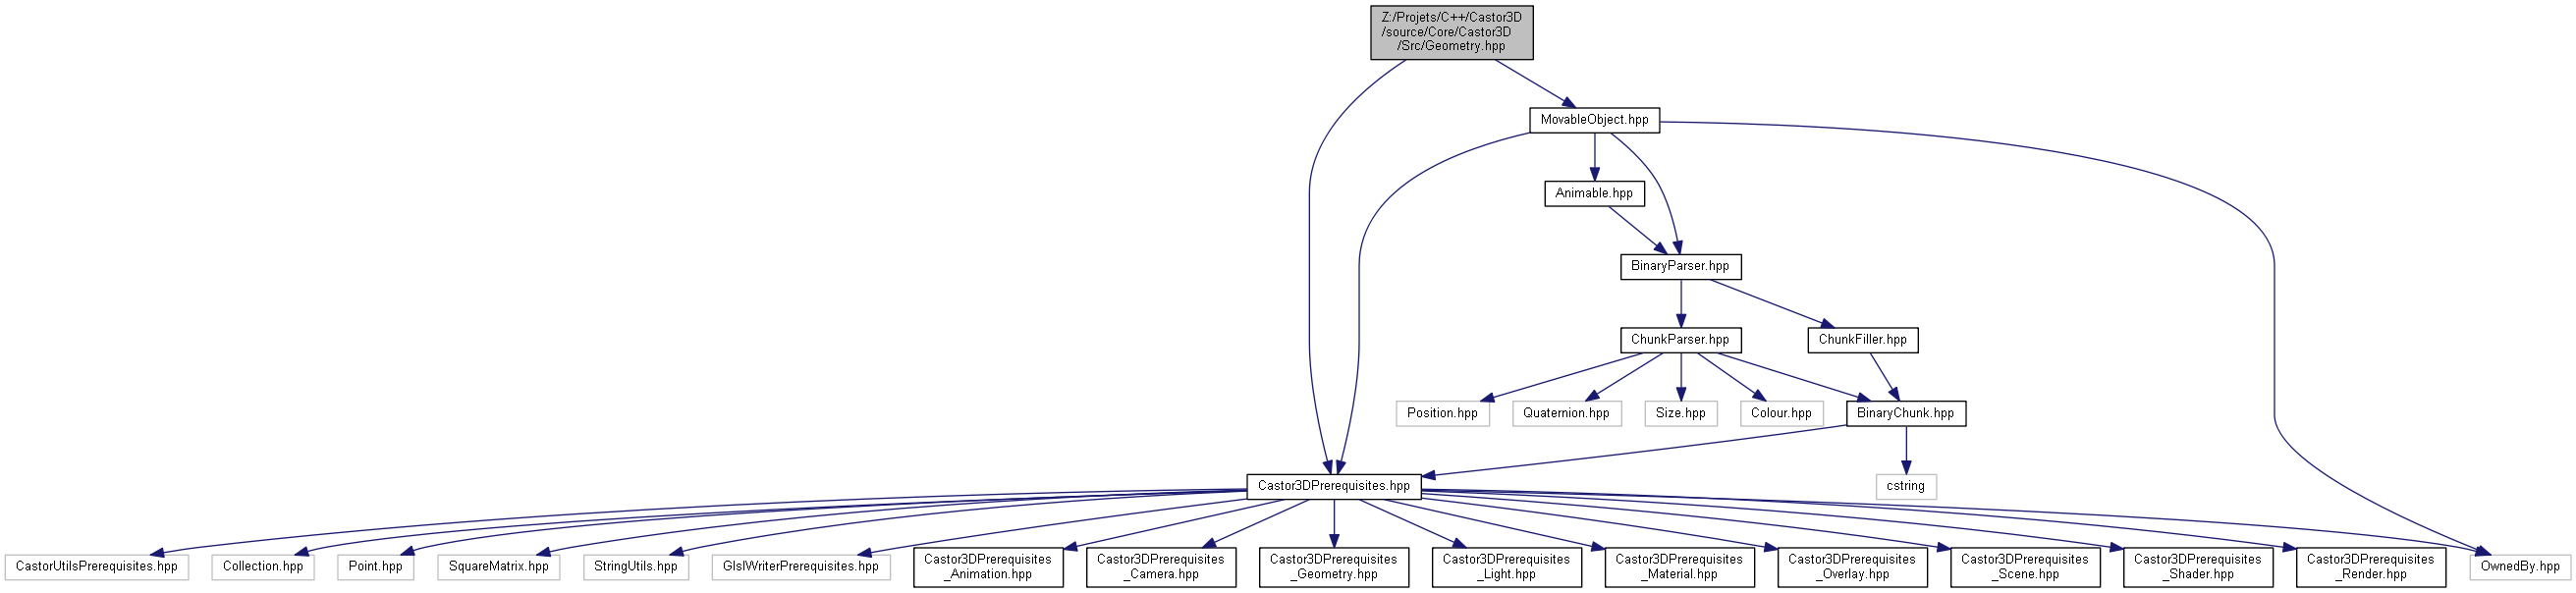 Z:/Projets/C++/Castor3D
/source/Core/Castor3D
/Src/Geometry.hpp
MovableObject.hpp
Animable.hpp
BinaryParser.hpp
ChunkParser.hpp
ChunkFiller.hpp
Position.hpp
Quaternion.hpp
Size.hpp
Colour.hpp
BinaryChunk.hpp
Castor3DPrerequisites.hpp
cstring
CastorUtilsPrerequisites.hpp
Collection.hpp
Point.hpp
SquareMatrix.hpp
StringUtils.hpp
GlslWriterPrerequisites.hpp
Castor3DPrerequisites
_Animation.hpp
Castor3DPrerequisites
_Camera.hpp
Castor3DPrerequisites
_Geometry.hpp
Castor3DPrerequisites
_Light.hpp
Castor3DPrerequisites
_Material.hpp
Castor3DPrerequisites
_Overlay.hpp
Castor3DPrerequisites
_Scene.hpp
Castor3DPrerequisites
_Shader.hpp
Castor3DPrerequisites
_Render.hpp
OwnedBy.hpp